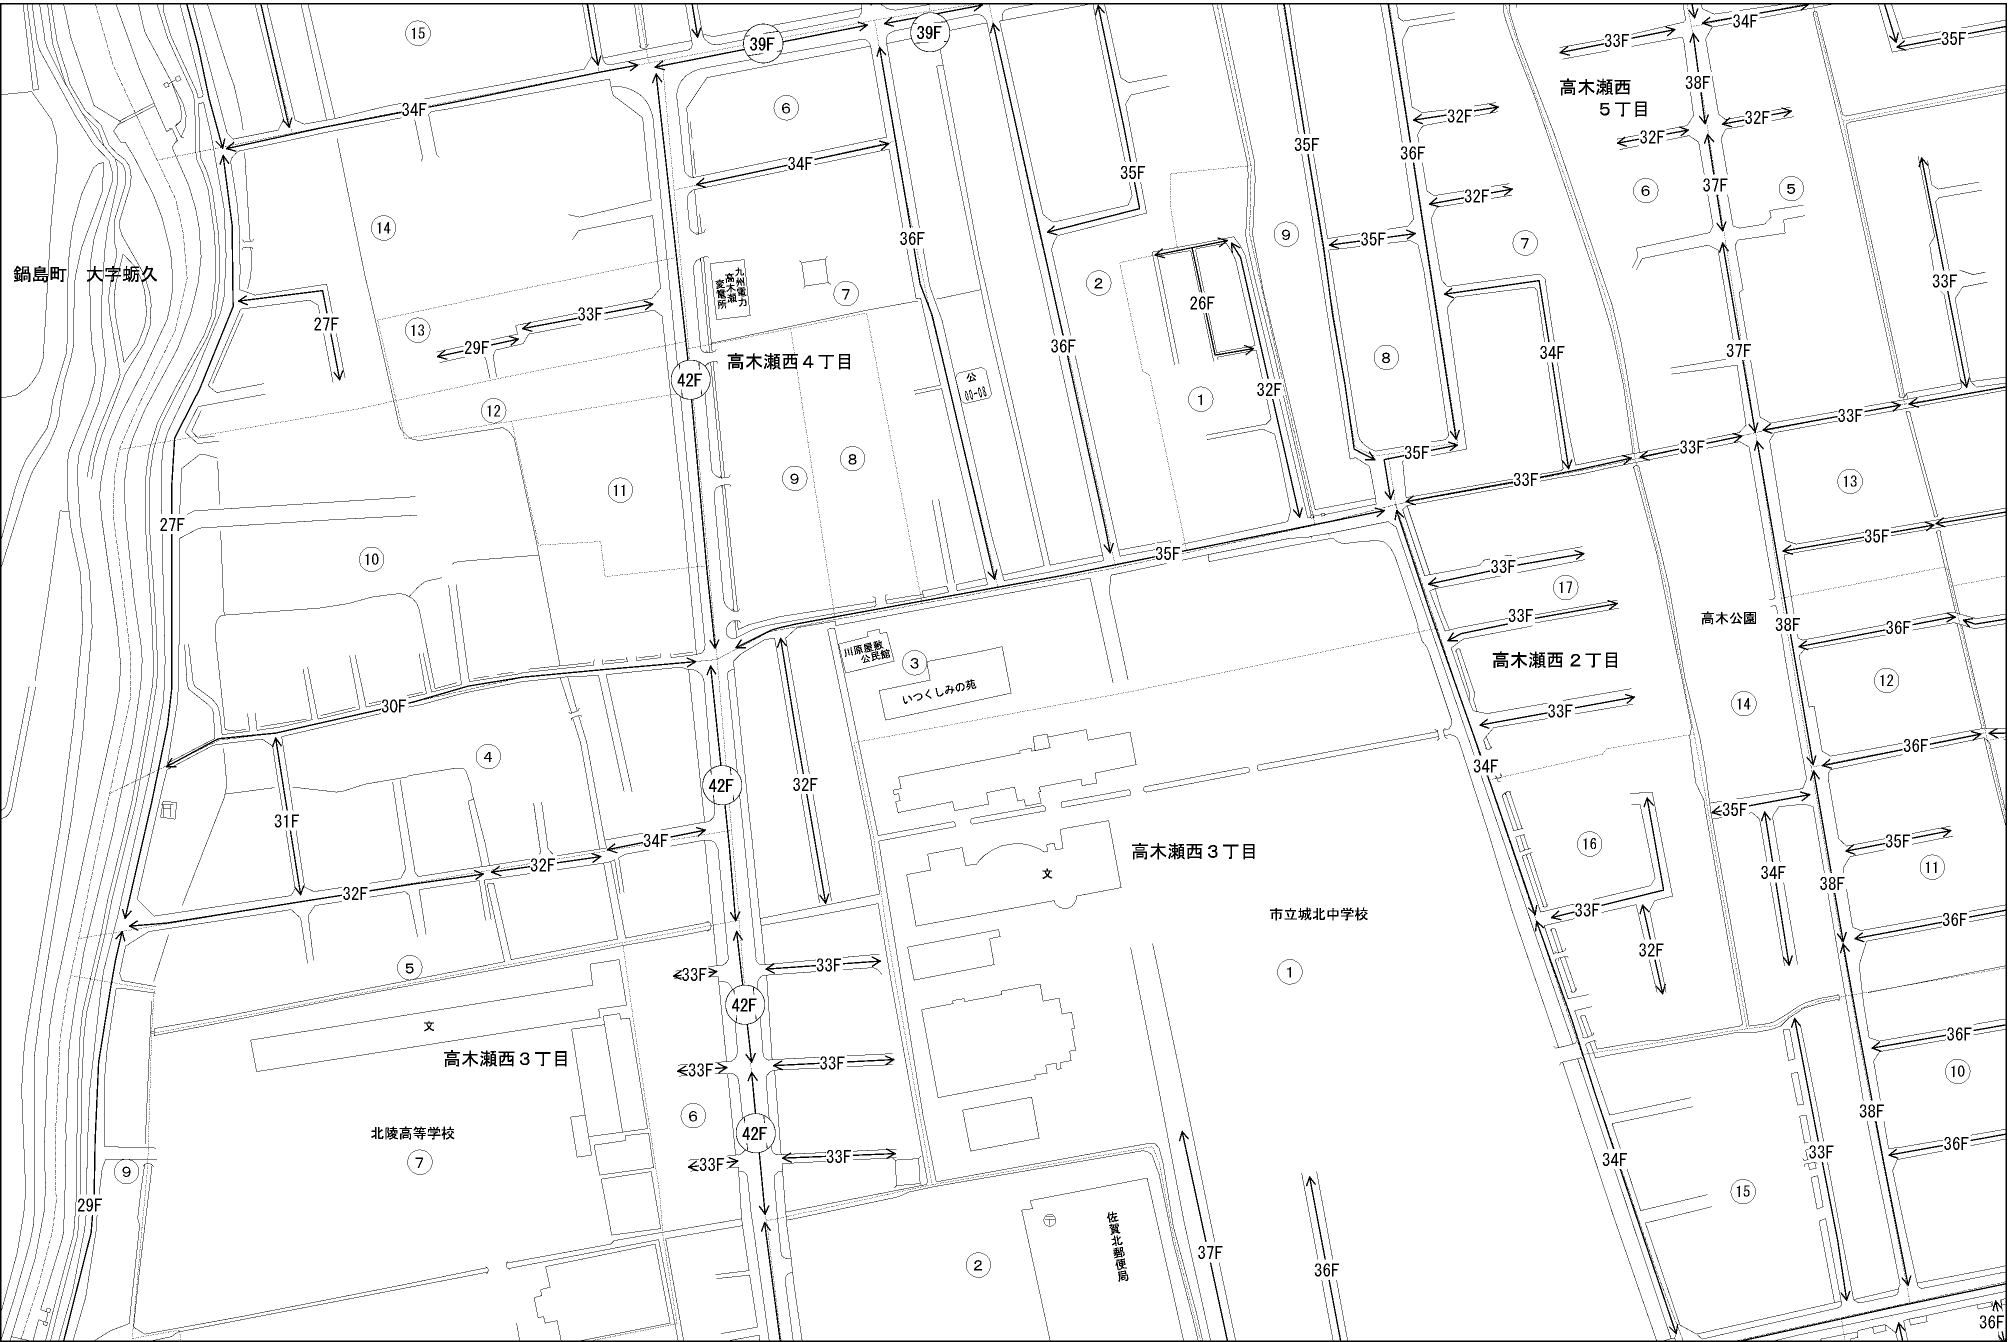 15
39F
39F
34F
33F
35F
34F
6
高木瀬西
５丁目
38F
32F
32F
32F
35F
36F
34F
35F
32F
6
37F
5
14
36F
9
35F
7
鍋島町　大字蛎久
九州電力
高木瀬
変電所
7
2
26F
33F
27F
13
33F
29F
42F
高木瀬西４丁目
36F
8
34F
37F
公
00-08
12
1
32F
33F
35F
33F
11
9
8
33F
13
27F
10
35F
35F
33F
17
33F
高木公園
38F
36F
川原屋敷
公民館
3
いつくしみの苑
高木瀬西２丁目
12
30F
33F
14
4
42F
32F
34F
36F
31F
34F
32F
32F
高木瀬西３丁目
文
16
35F
35F
34F
38F
11
市立城北中学校
33F
36F
32F
5
33F
33F
1
42F
文
高木瀬西３丁目
33F
33F
36F
10
6
42F
38F
北陵高等学校
7
33F
33F
34F
33F
36F
9
29F
15
2
〒
佐賀北郵便局
37F
36F
36F